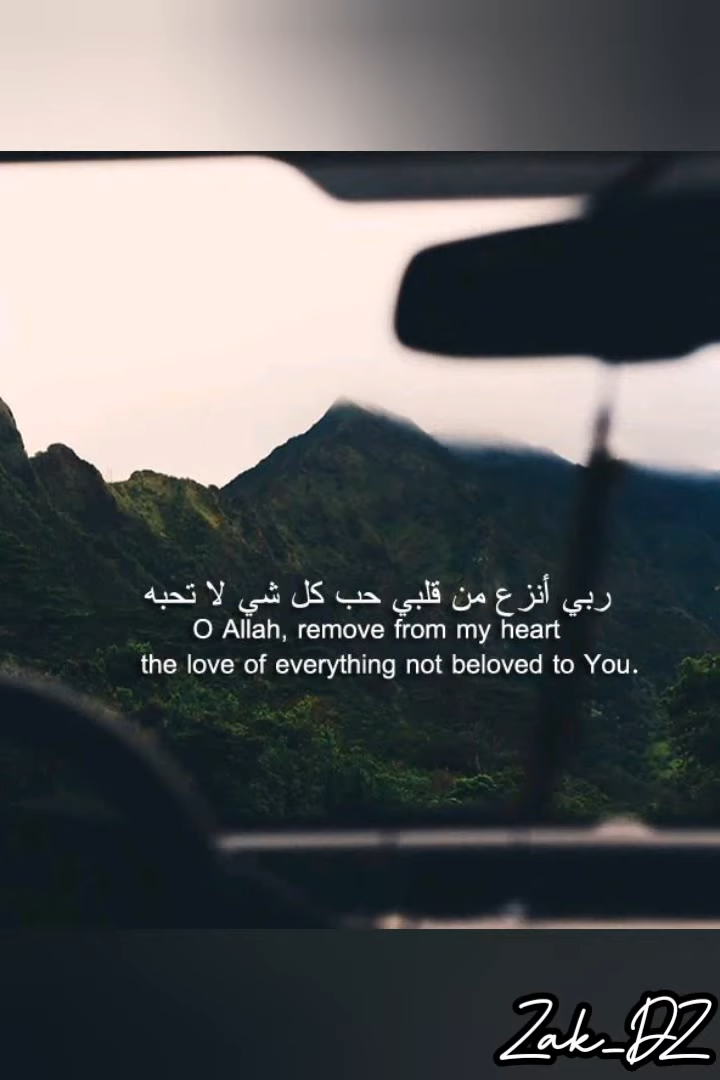 ربي أنزع من قلبي حب كل شي لا تحبه
O Allah, remove from my heart
the love of everything not beloved to You.
Zak_DZ